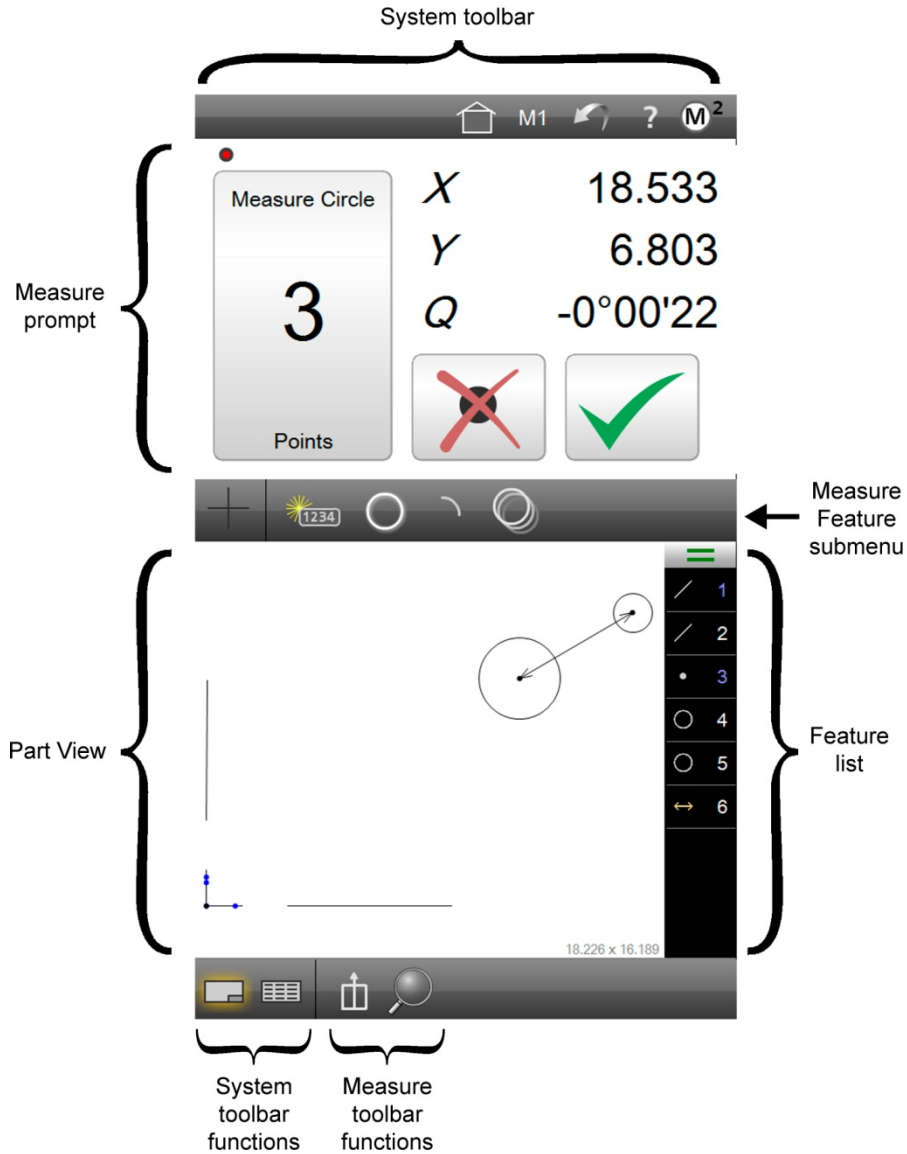 System toolbar
M1 ? M2
Measure Circle
3
Points
X 18.533
Y 6.803
Q -0°00'22
Measure
prompt
1234
Measure
Feature
submenu
1
2
3
4
5
6
Part View
Feature
list
18.226 x 16.189
System
toolbar
functions
Measure
toolbar
functions